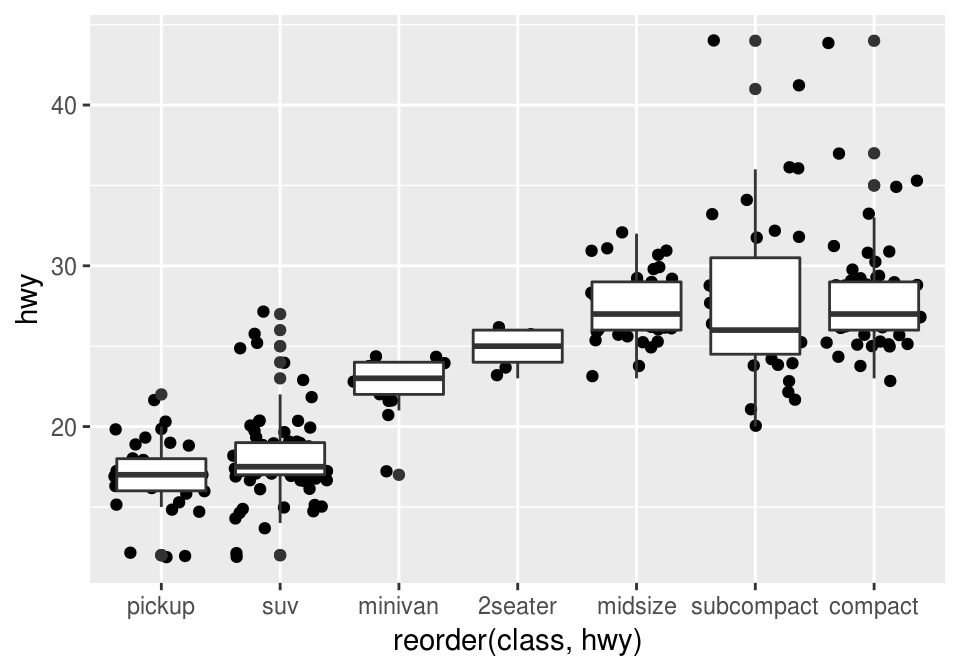 40
30
20
hwy
pickup suv minivan 2seater midsize subcompact compact
reorder(class, hwy)